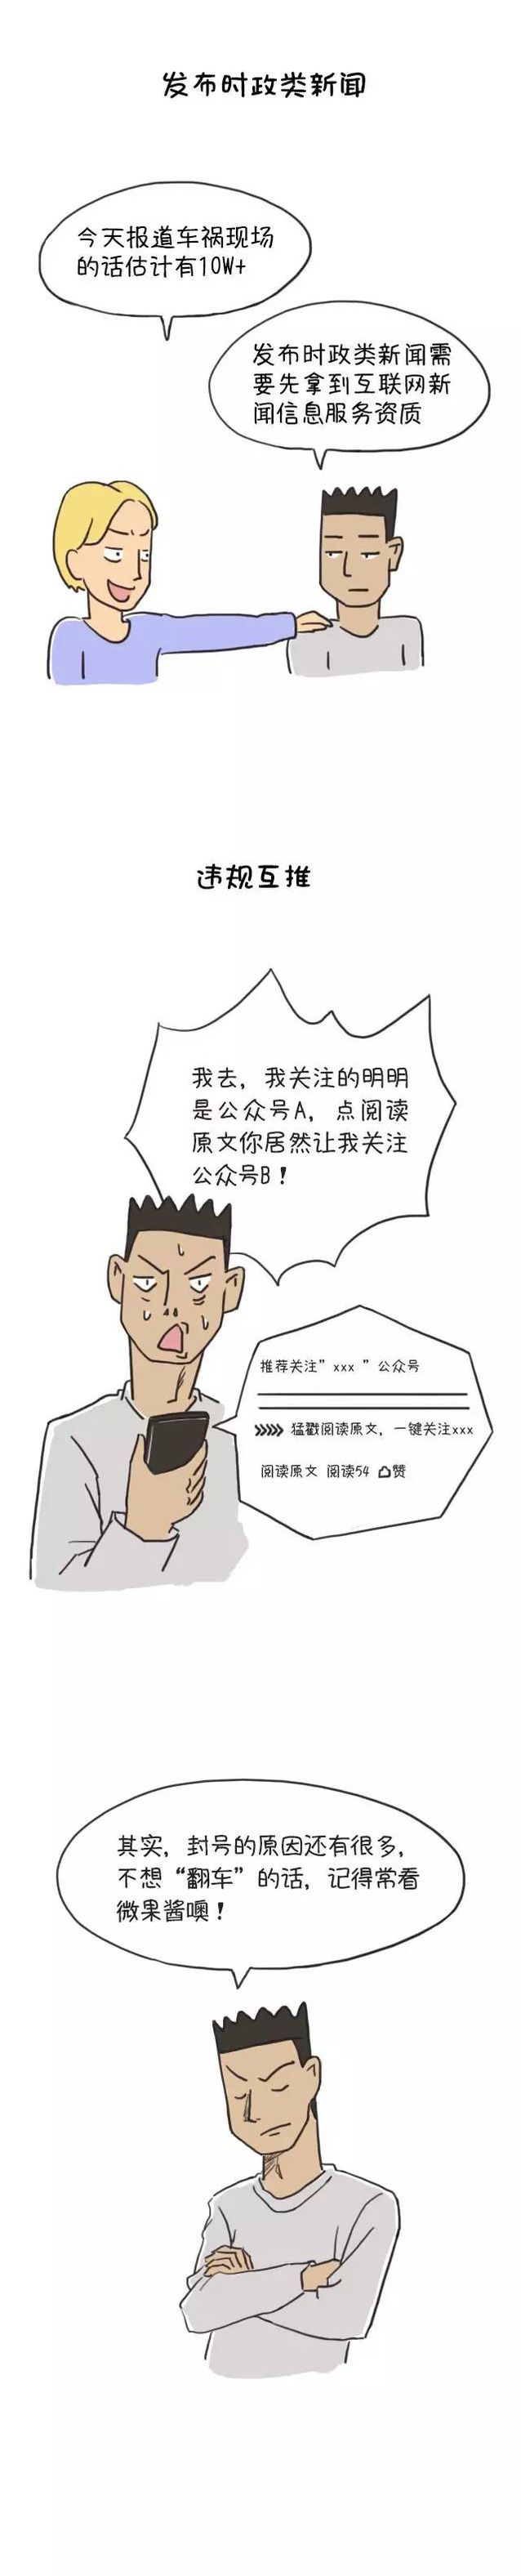 发布时政类新闻
今天报道车祸现场
的话估计有10W+
发布时政类新闻需
要先拿到互联网新
闻信息服务资质
违规互推
我去，我关注的明明
是公众号A，点阅读
原文你居然让我关注
公众号B！
推荐关注”xxx ”公众号
»»» 猛戳阅读原文，一键关注xxx
阅读原文 阅读54 凸赞
其实，封号的原因还有很多，
不想“翻车”的话，记得常看
微果酱噢！